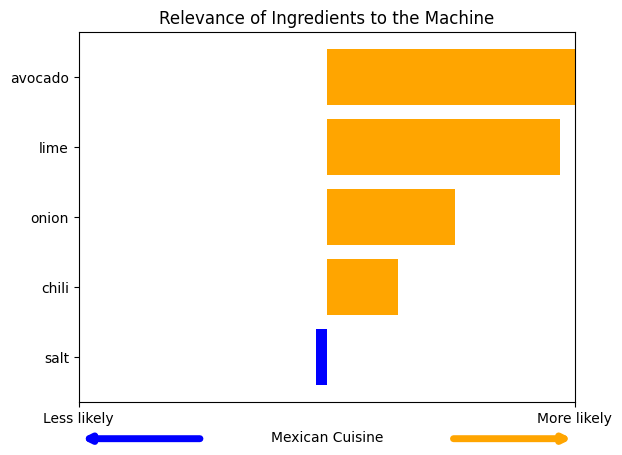 Relevance of Ingredients to the Machine
avocado
lime
onion
chili
salt
Less likely
More likely
Mexican Cuisine